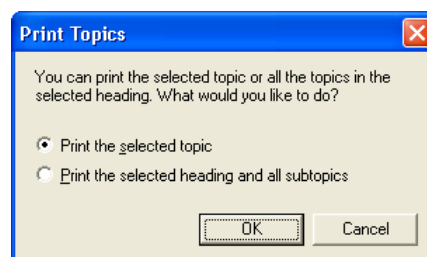 Print Topics
You can print the selected topic or all the topics in the
selected heading. What would you like to do?
Print the selected topic
Print the selected heading and all subtopics
OK
Cancel